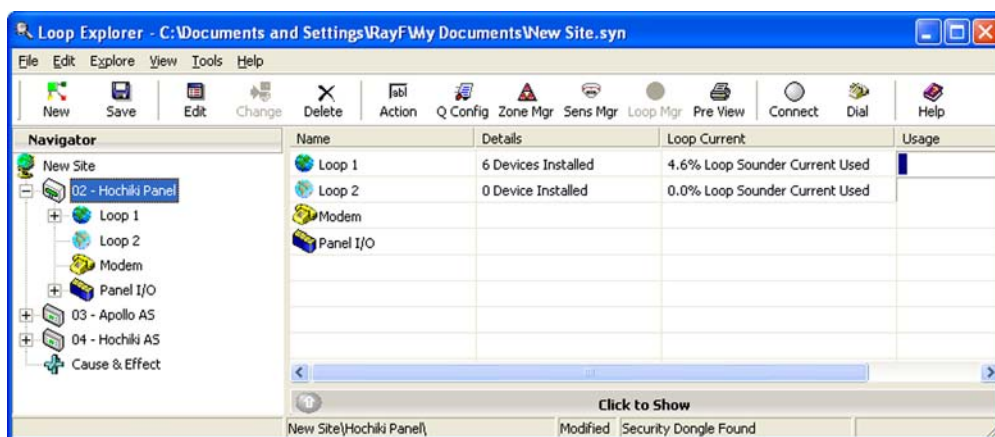 Loop Explorer - C:\Documents and Settings\RayF\My Documents\New Site.syn
File Edit Explore View Tools Help
New Save Edit Change Delete Action Q Config Zone Mgr Sens Mgr Loop Mgr Pre View Connect Dial Help
Navigator Name Details Loop Current Usage
New Site
02 - Hochiki Panel
Loop 1
Loop 2
Modem
Panel I/O
03 - Apollo AS
04 - Hochiki AS
Cause & Effect
Loop 1 6 Devices Installed 4.6% Loop Sounder Current Used
Loop 2 0 Device Installed 0.0% Loop Sounder Current Used
Modem
Panel I/O
Click to Show
New Site\Hochiki Panel\ Modified Security Dongle Found